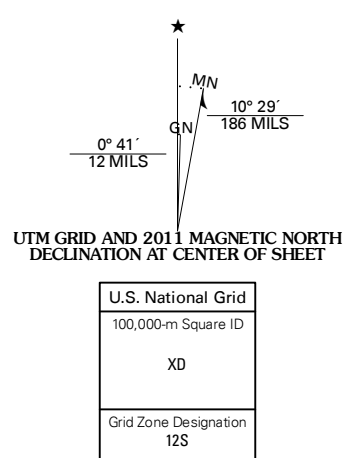 ★
MN
GN
10° 29´
186 MILS
0° 41´
12 MILS
UTM GRID AND 2011 MAGNETIC NORTH
DECLINATION AT CENTER OF SHEET
U.S. National Grid
100,000-m Square ID
XD
Grid Zone Designation
12S